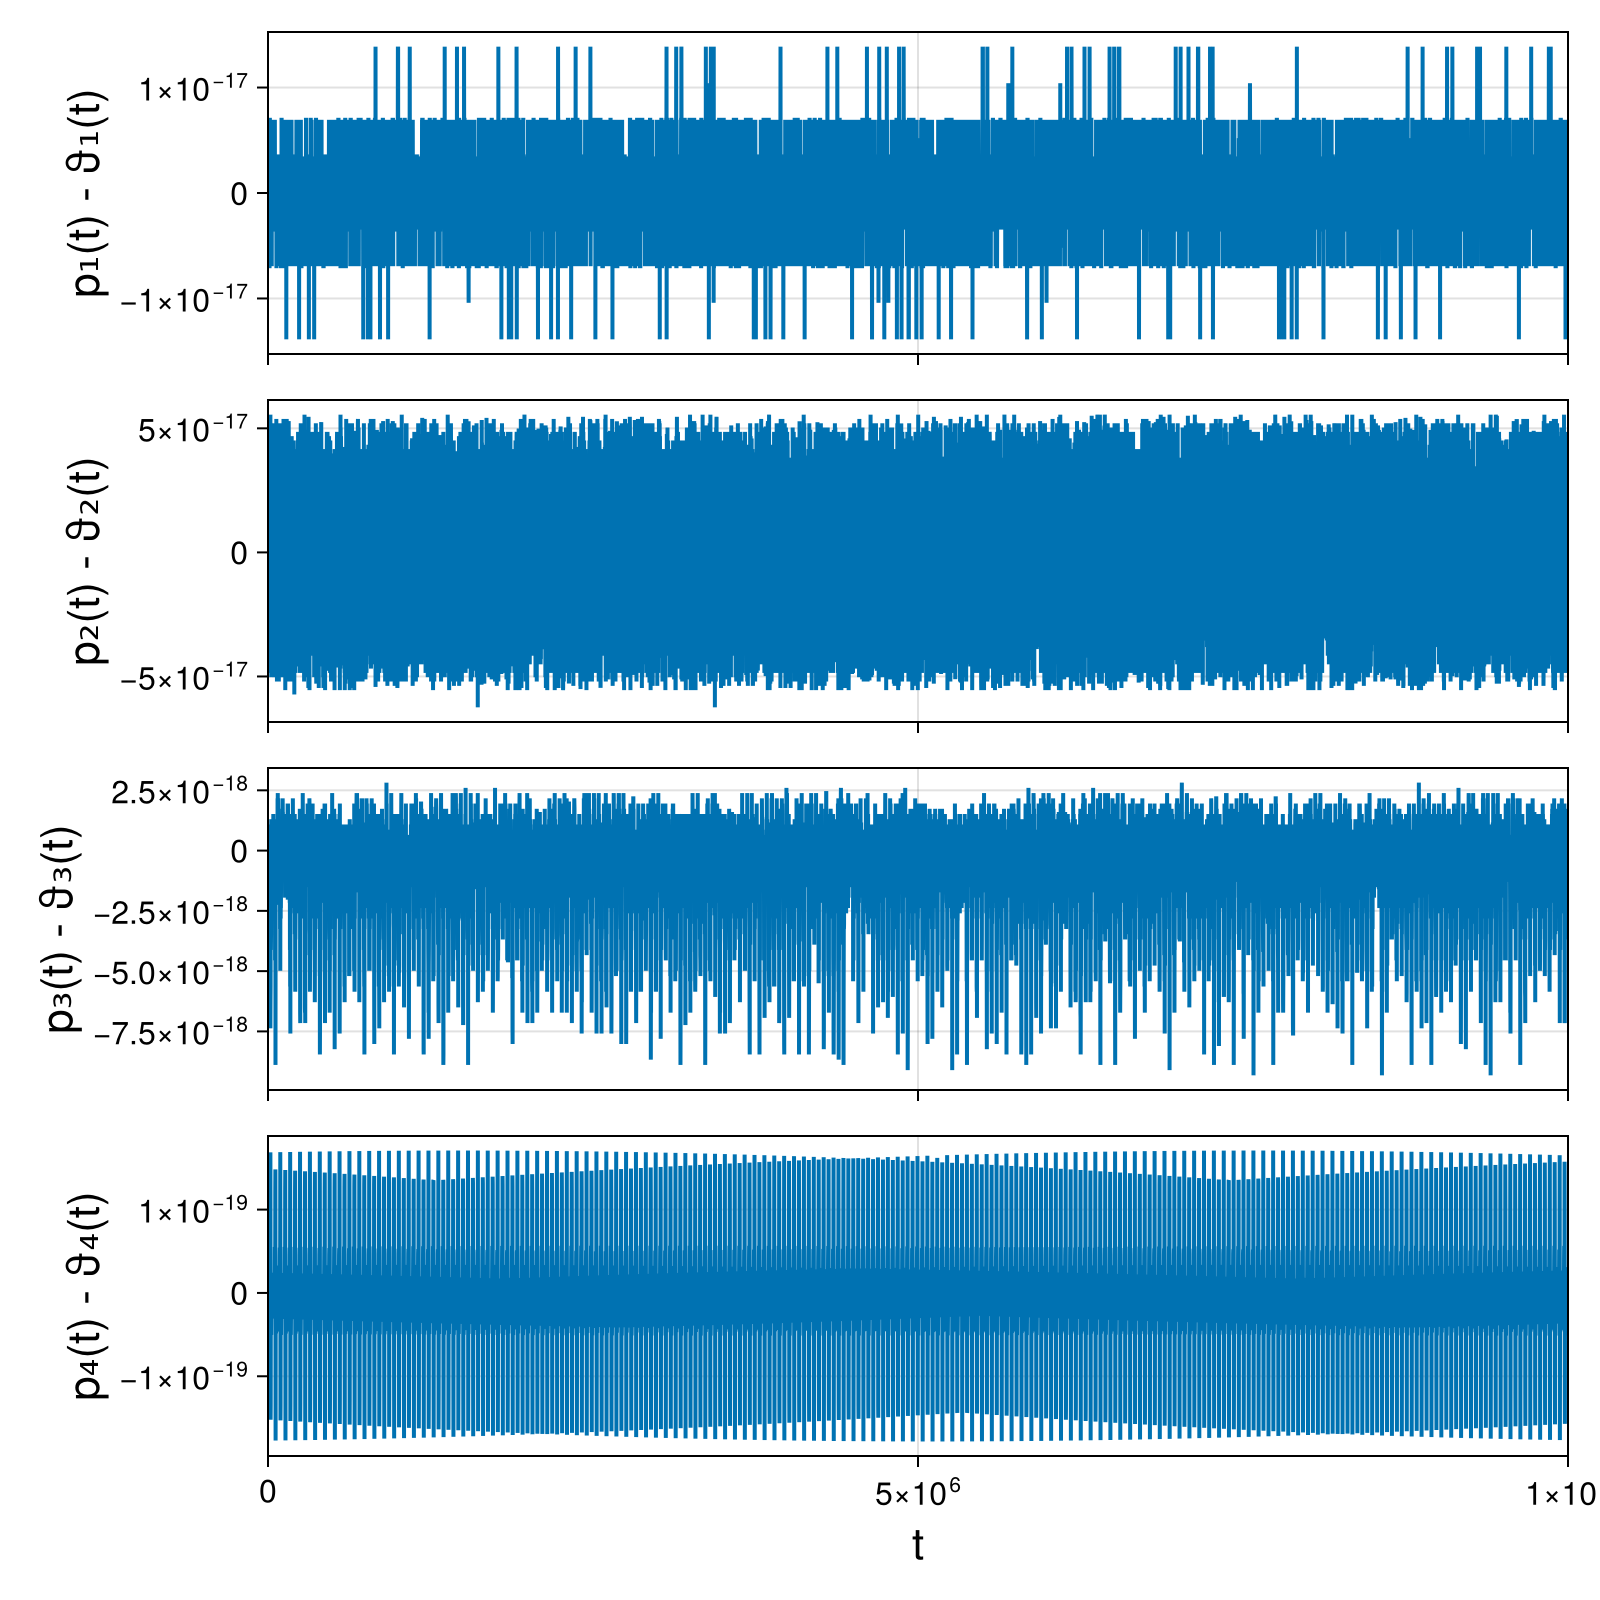 p₁(t) - ϑ₁(t)
1×10⁻¹⁷
0
−1×10⁻¹⁷
p₂(t) - ϑ₂(t)
5×10⁻¹⁷
0
−5×10⁻¹⁷
p₃(t) - ϑ₃(t)
2.5×10⁻¹⁸
0
−2.5×10⁻¹⁸
−5.0×10⁻¹⁸
−7.5×10⁻¹⁸
p₄(t) - ϑ₄(t)
1×10⁻¹⁹
0
−1×10⁻¹⁹
0 5×10⁶ 1×10
t